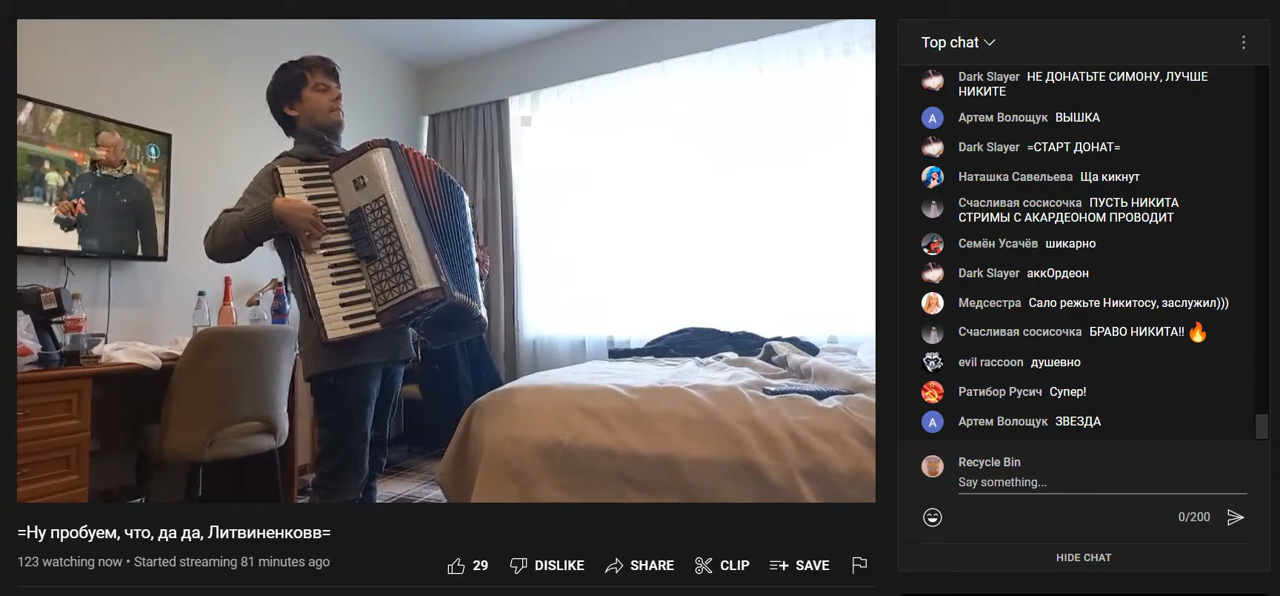 Top chat
Dark Slayer НЕ ДОНАТЬТЕ СИМОНУ, ЛУЧШЕ
НИКИТЕ
А Артем Волощук ВЫШКА
Dark Slayer =СТАРТ ДОНАТ=
Наташка Савельева Ща кикнут
Счасливая сосисочка ПУСТЬ НИКИТА
СТРИМЫ С АКАРДЕОНОМ ПРОВОДИТ
Семён Усачёв шикарно
Dark Slayer аккОрдеон
Медсестра Сало режьте Никитосу, заслужил)))
Счасливая сосисочка БРАВО НИКИТА!! 🔥
evil raccoon душевно
Ратибор Русич Супер!
А Артем Волощук ЗВЕЗДА
Recycle Bin
Say something...
0/200
HIDE CHAT
=Ну пробуем, что, да да, Литвиненковв=
123 watching now • Started streaming 81 minutes ago
29 DISLIKE SHARE CLIP SAVE